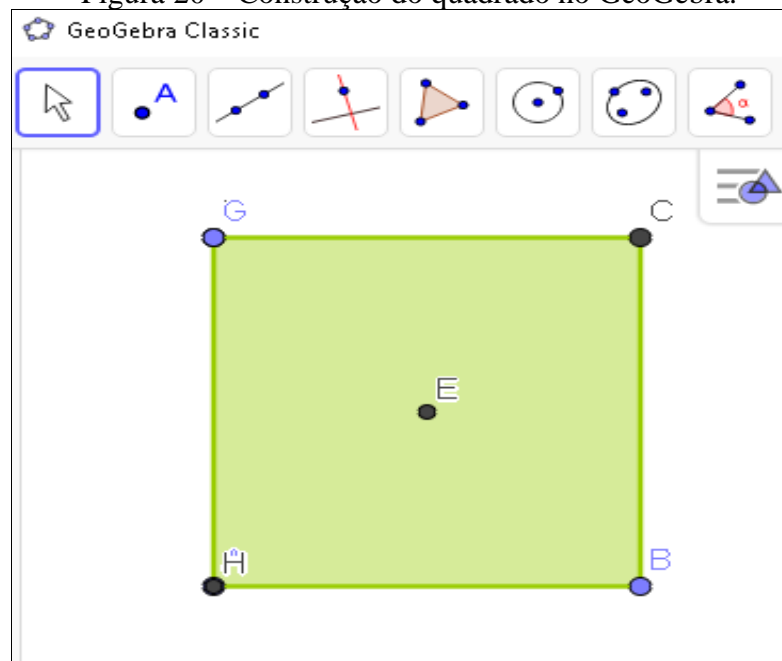 Figura 20 – Construção do quadrado no GeoGebra.
GeoGebra Classic
A
α
G
C
E
H
B